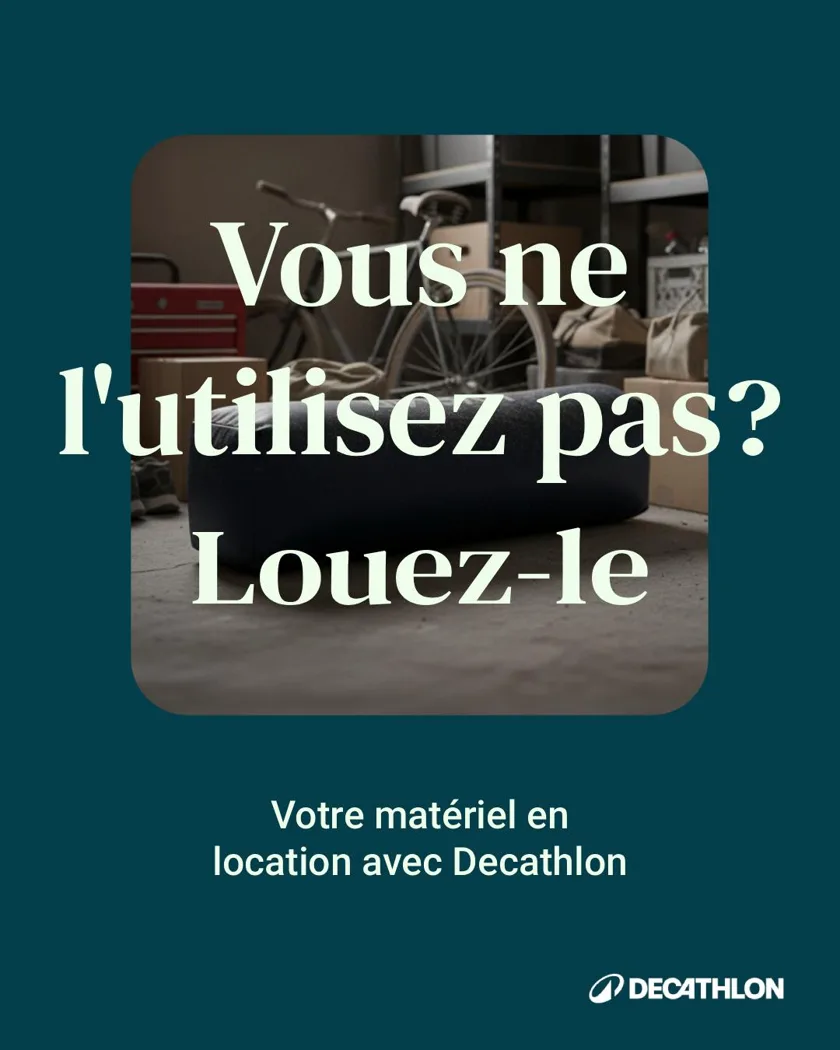 Vous ne
l'utilisez pas?
Louez-le
Votre matériel en
location avec Decathlon
DECATHLON